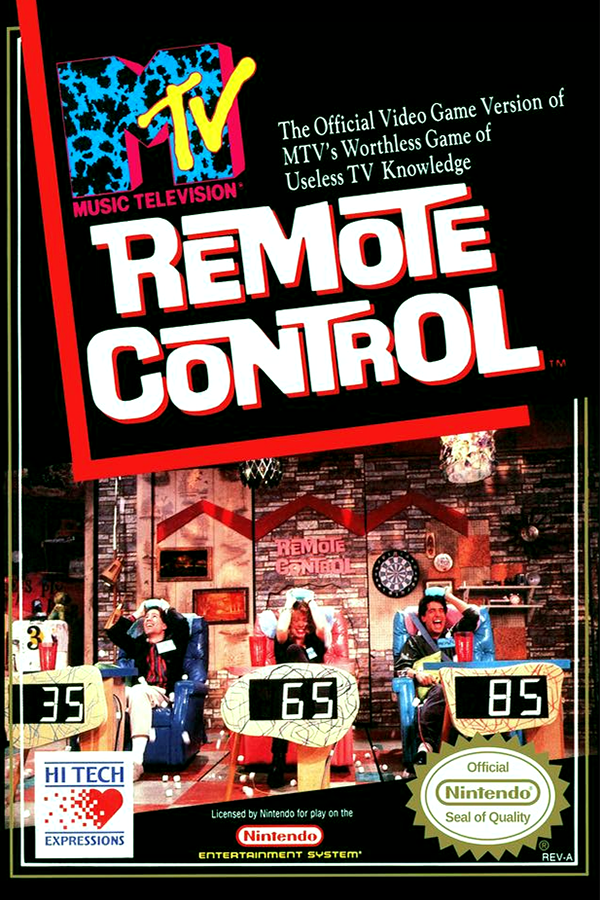 MTV
MUSIC TELEVISION
The Official Video Game Version of
MTV's Worthless Game of
Useless TV Knowledge
REMOTE
CONTROL™
REMOTE
CONTROL
3
35
65
85
HI TECH
EXPRESSIONS
Licensed by Nintendo for play on the
Nintendo
ENTERTAINMENT SYSTEM
Official
Nintendo
Seal of Quality
®
REV-A